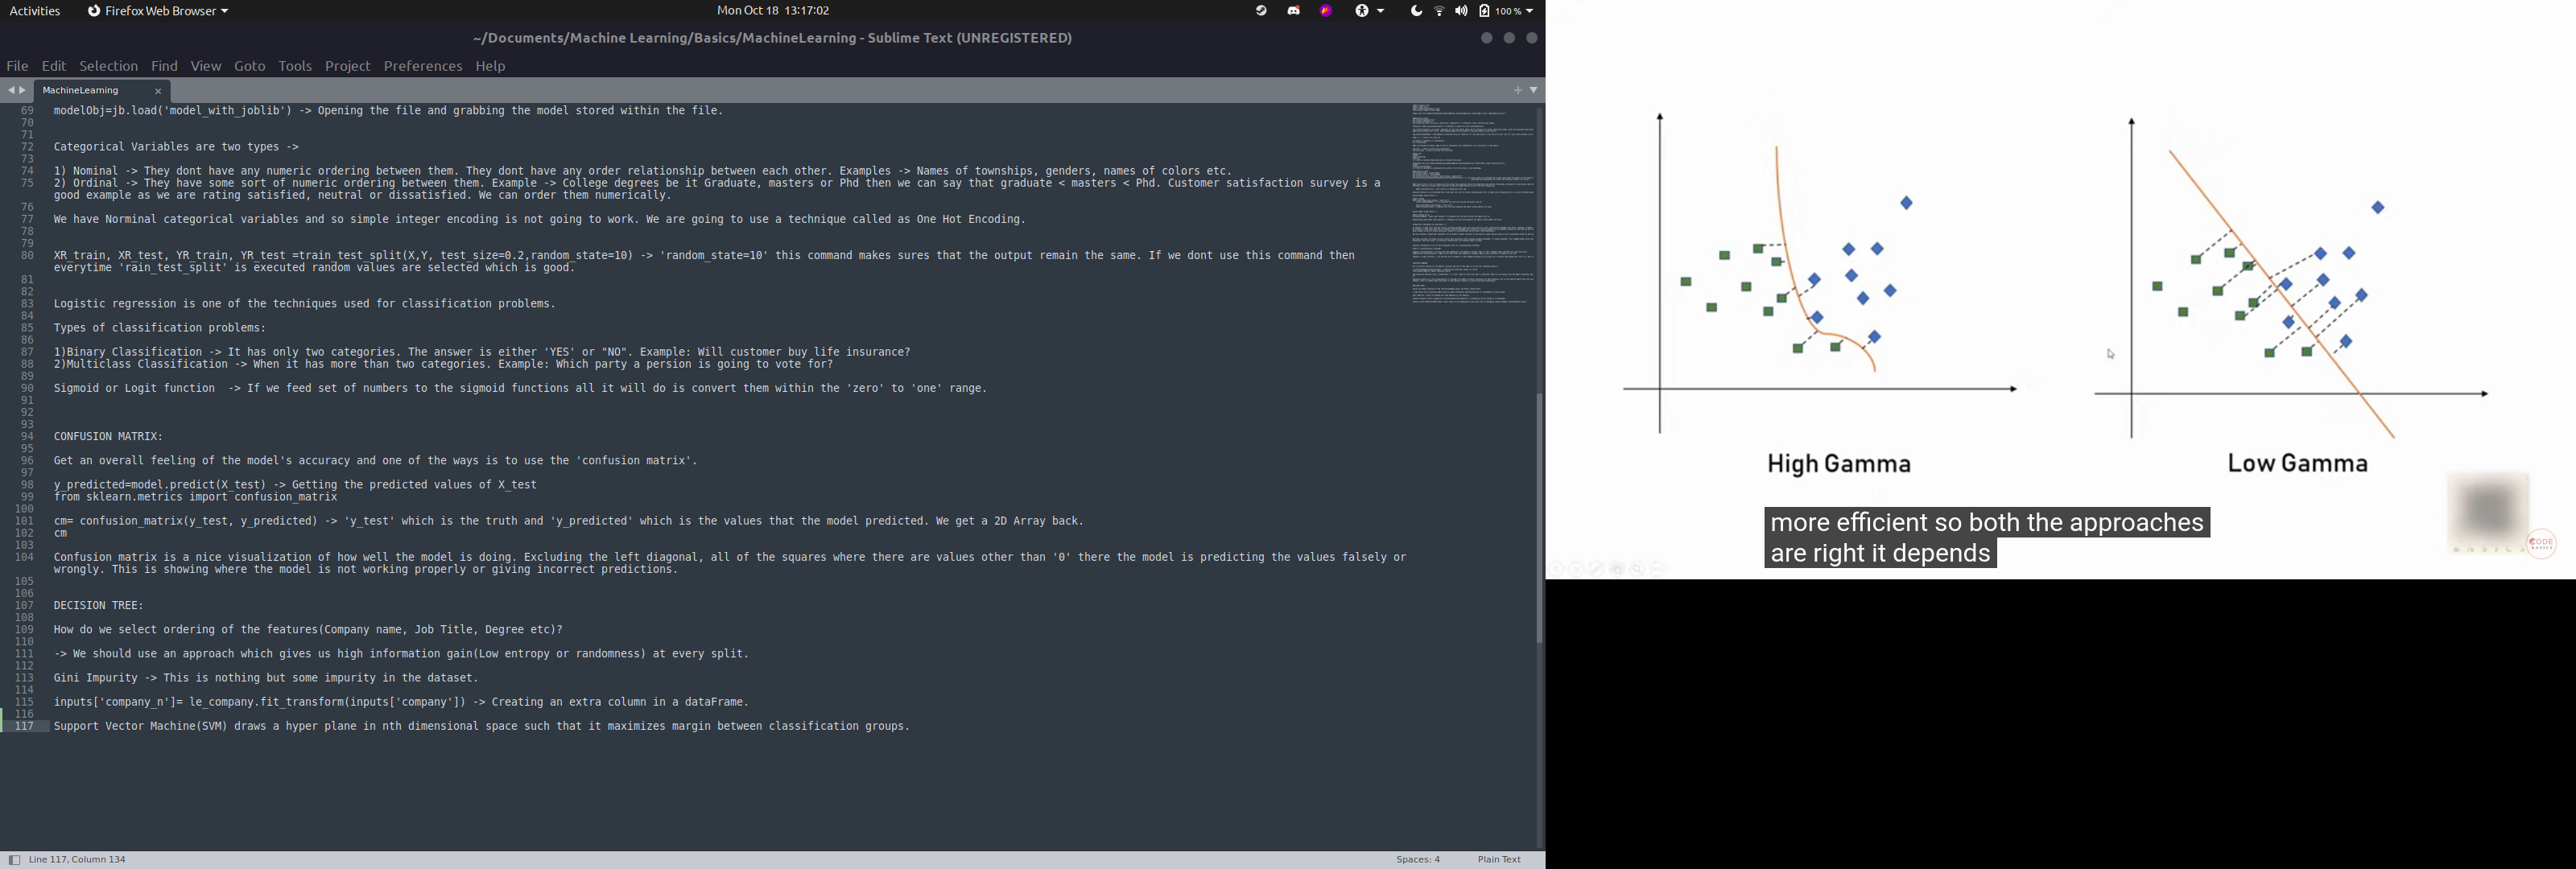 Activities
Firefox Web Browser
Mon Oct 18 13:17:02
100 %
~/Documents/Machine Learning/Basics/MachineLearning - Sublime Text (UNREGISTERED)
File Edit Selection Find View Goto Tools Project Preferences Help
MachineLearning
69 modelObj=jb.load('model_with_joblib') -> Opening the file and grabbing the model stored within the file.
70
71
72 Categorical Variables are two types ->
73
74 1) Nominal -> They dont have any numeric ordering between them. They dont have any order relationship between each other. Examples -> Names of townships, genders, names of colors etc.
75 2) Ordinal -> They have some sort of numeric ordering between them. Example -> College degrees be it Graduate, masters or Phd then we can say that graduate < masters < Phd. Customer satisfaction survey is a
good example as we are rating satisfied, neutral or dissatisfied. We can order them numerically.
76
77 We have Norminal categorical variables and so simple integer encoding is not going to work. We are going to use a technique called as One Hot Encoding.
78
79
80 XR_train, XR_test, YR_train, YR_test =train_test_split(X,Y, test_size=0.2,random_state=10) -> 'random_state=10' this command makes sure that the output remain the same. If we dont use this command then
everytime 'rain_test_split' is executed random values are selected which is good.
81
82
83 Logistic regression is one of the techniques used for classification problems.
84
85 Types of classification problems:
86
87 1)Binary Classification -> It has only two categories. The answer is either 'YES' or "NO". Example: Will customer buy life insurance?
88 2)Multiclass Classification -> When it has more than two categories. Example: Which party a persion is going to vote for?
89
90 Sigmoid or Logit function  -> If we feed set of numbers to the sigmoid functions all it will do is convert them within the 'zero' to 'one' range.
91
92
93
94 CONFUSION MATRIX:
95
96 Get an overall feeling of the model's accuracy and one of the ways is to use the 'confusion matrix'.
97
98 y_predicted=model.predict(X_test) -> Getting the predicted values of X_test
99 from sklearn.metrics import confusion_matrix
100
101 cm= confusion_matrix(y_test, y_predicted) -> 'y_test' which is the truth and 'y_predicted' which is the values that the model predicted. We get a 2D Array back.
102 cm
103
104 Confusion matrix is a nice visualization of how well the model is doing. Excluding the left diagonal, all of the squares where there are values other than '0' there the model is predicting the values falsely or
wrongly. This is showing where the model is not working properly or giving incorrect predictions.
105
106
107 DECISION TREE:
108
109 How do we select ordering of the features(Company name, Job Title, Degree etc)?
110
111 -> We should use an approach which gives us high information gain(Low entropy or randomness) at every split.
112
113 Gini Impurity -> This is nothing but some impurity in the dataset.
114
115 inputs['company_n']= le_company.fit_transform(inputs['company']) -> Creating an extra column in a dataFrame.
116
117 Support Vector Machine(SVM) draws a hyper plane in nth dimensional space such that it maximizes margin between classification groups.
Line 117, Column 134
Spaces: 4
Plain Text
High Gamma
Low Gamma
more efficient so both the approaches
are right it depends
CODE
BASICS